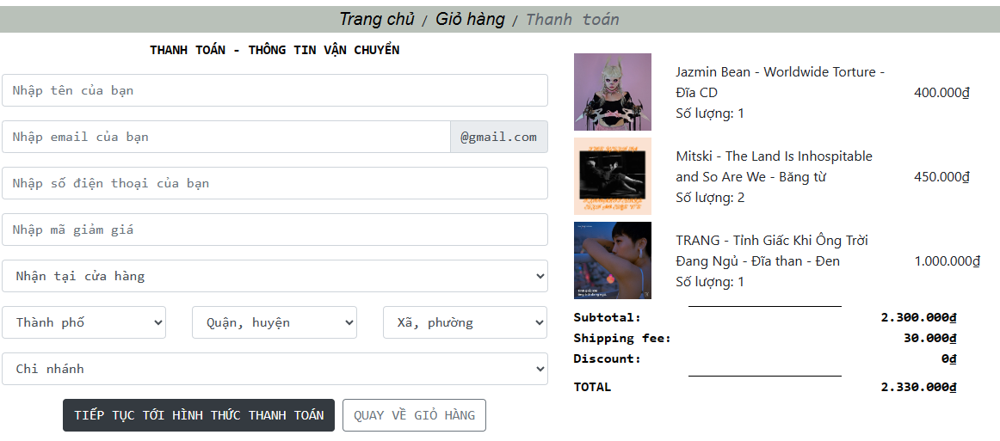 Trang chủ / Giỏ hàng / Thanh toán
THANH TOÁN - THÔNG TIN VẬN CHUYỂN
Nhập tên của bạn
Nhập email của bạn @gmail.com
Nhập số điện thoại của bạn
Nhập mã giảm giá
Nhận tại cửa hàng
Thành phố Quận, huyện Xã, phường
Chi nhánh
TIẾP TỤC TỚI HÌNH THỨC THANH TOÁN QUAY VỀ GIỎ HÀNG
Jazmin Bean - Worldwide Torture -
Đĩa CD 400.000₫
Số lượng: 1
Mitski - The Land Is Inhospitable
and So Are We - Băng từ 450.000₫
Số lượng: 2
TRANG - Tỉnh Giấc Khi Ông Trời
Đang Ngủ - Đĩa than - Đen 1.000.000₫
Số lượng: 1
Subtotal: 2.300.000₫
Shipping fee: 30.000₫
Discount: 0₫
TOTAL 2.330.000₫